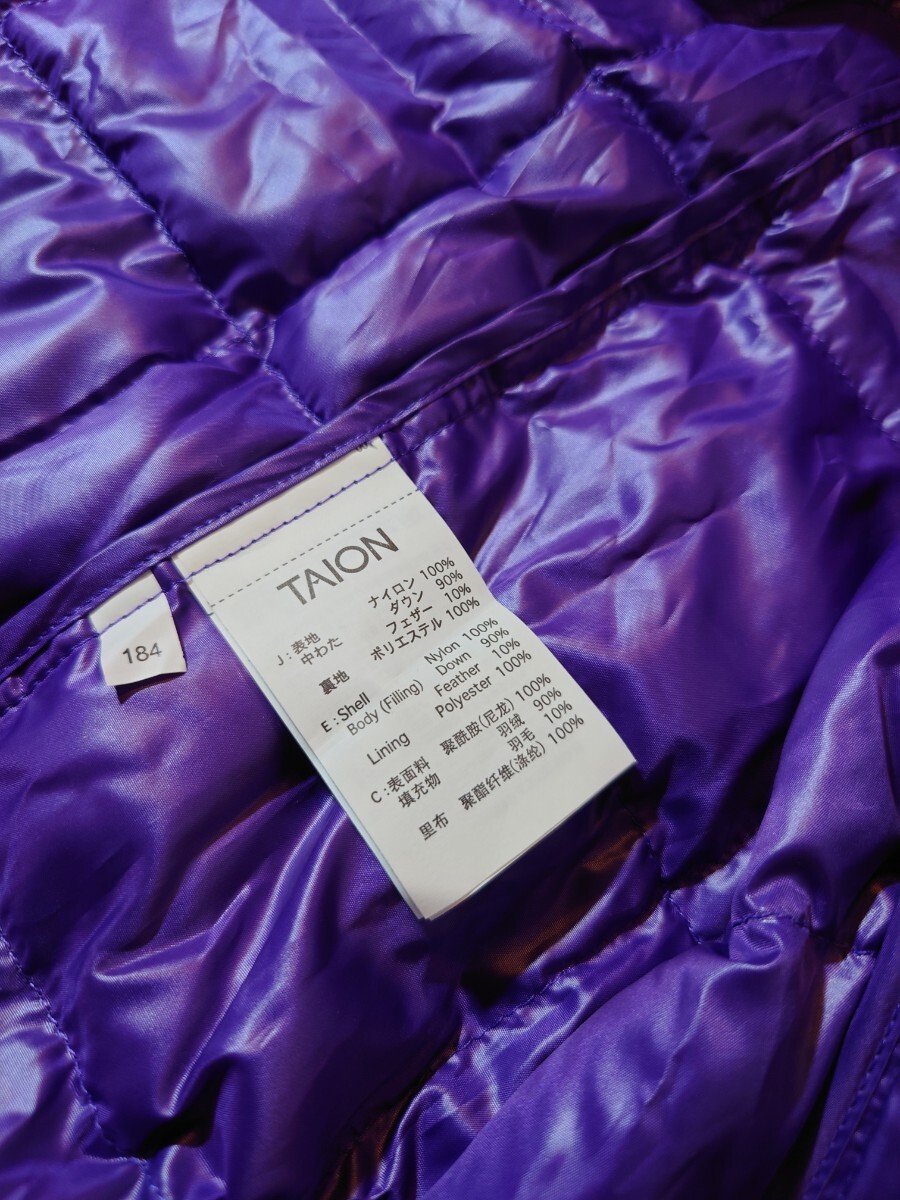 TAION
J:表地 ナイロン 100%
中わた ダウン 90%
フェザー 10%
裏地 ポリエステル 100%
E:Shell Nylon 100%
Body (Filling) Down 90%
Feather 10%
Lining Polyester 100%
C:表面料 聚酰胺(尼龙) 100%
填充物 羽绒 90%
羽毛 10%
里布 聚酯纤维(涤纶) 100%
184